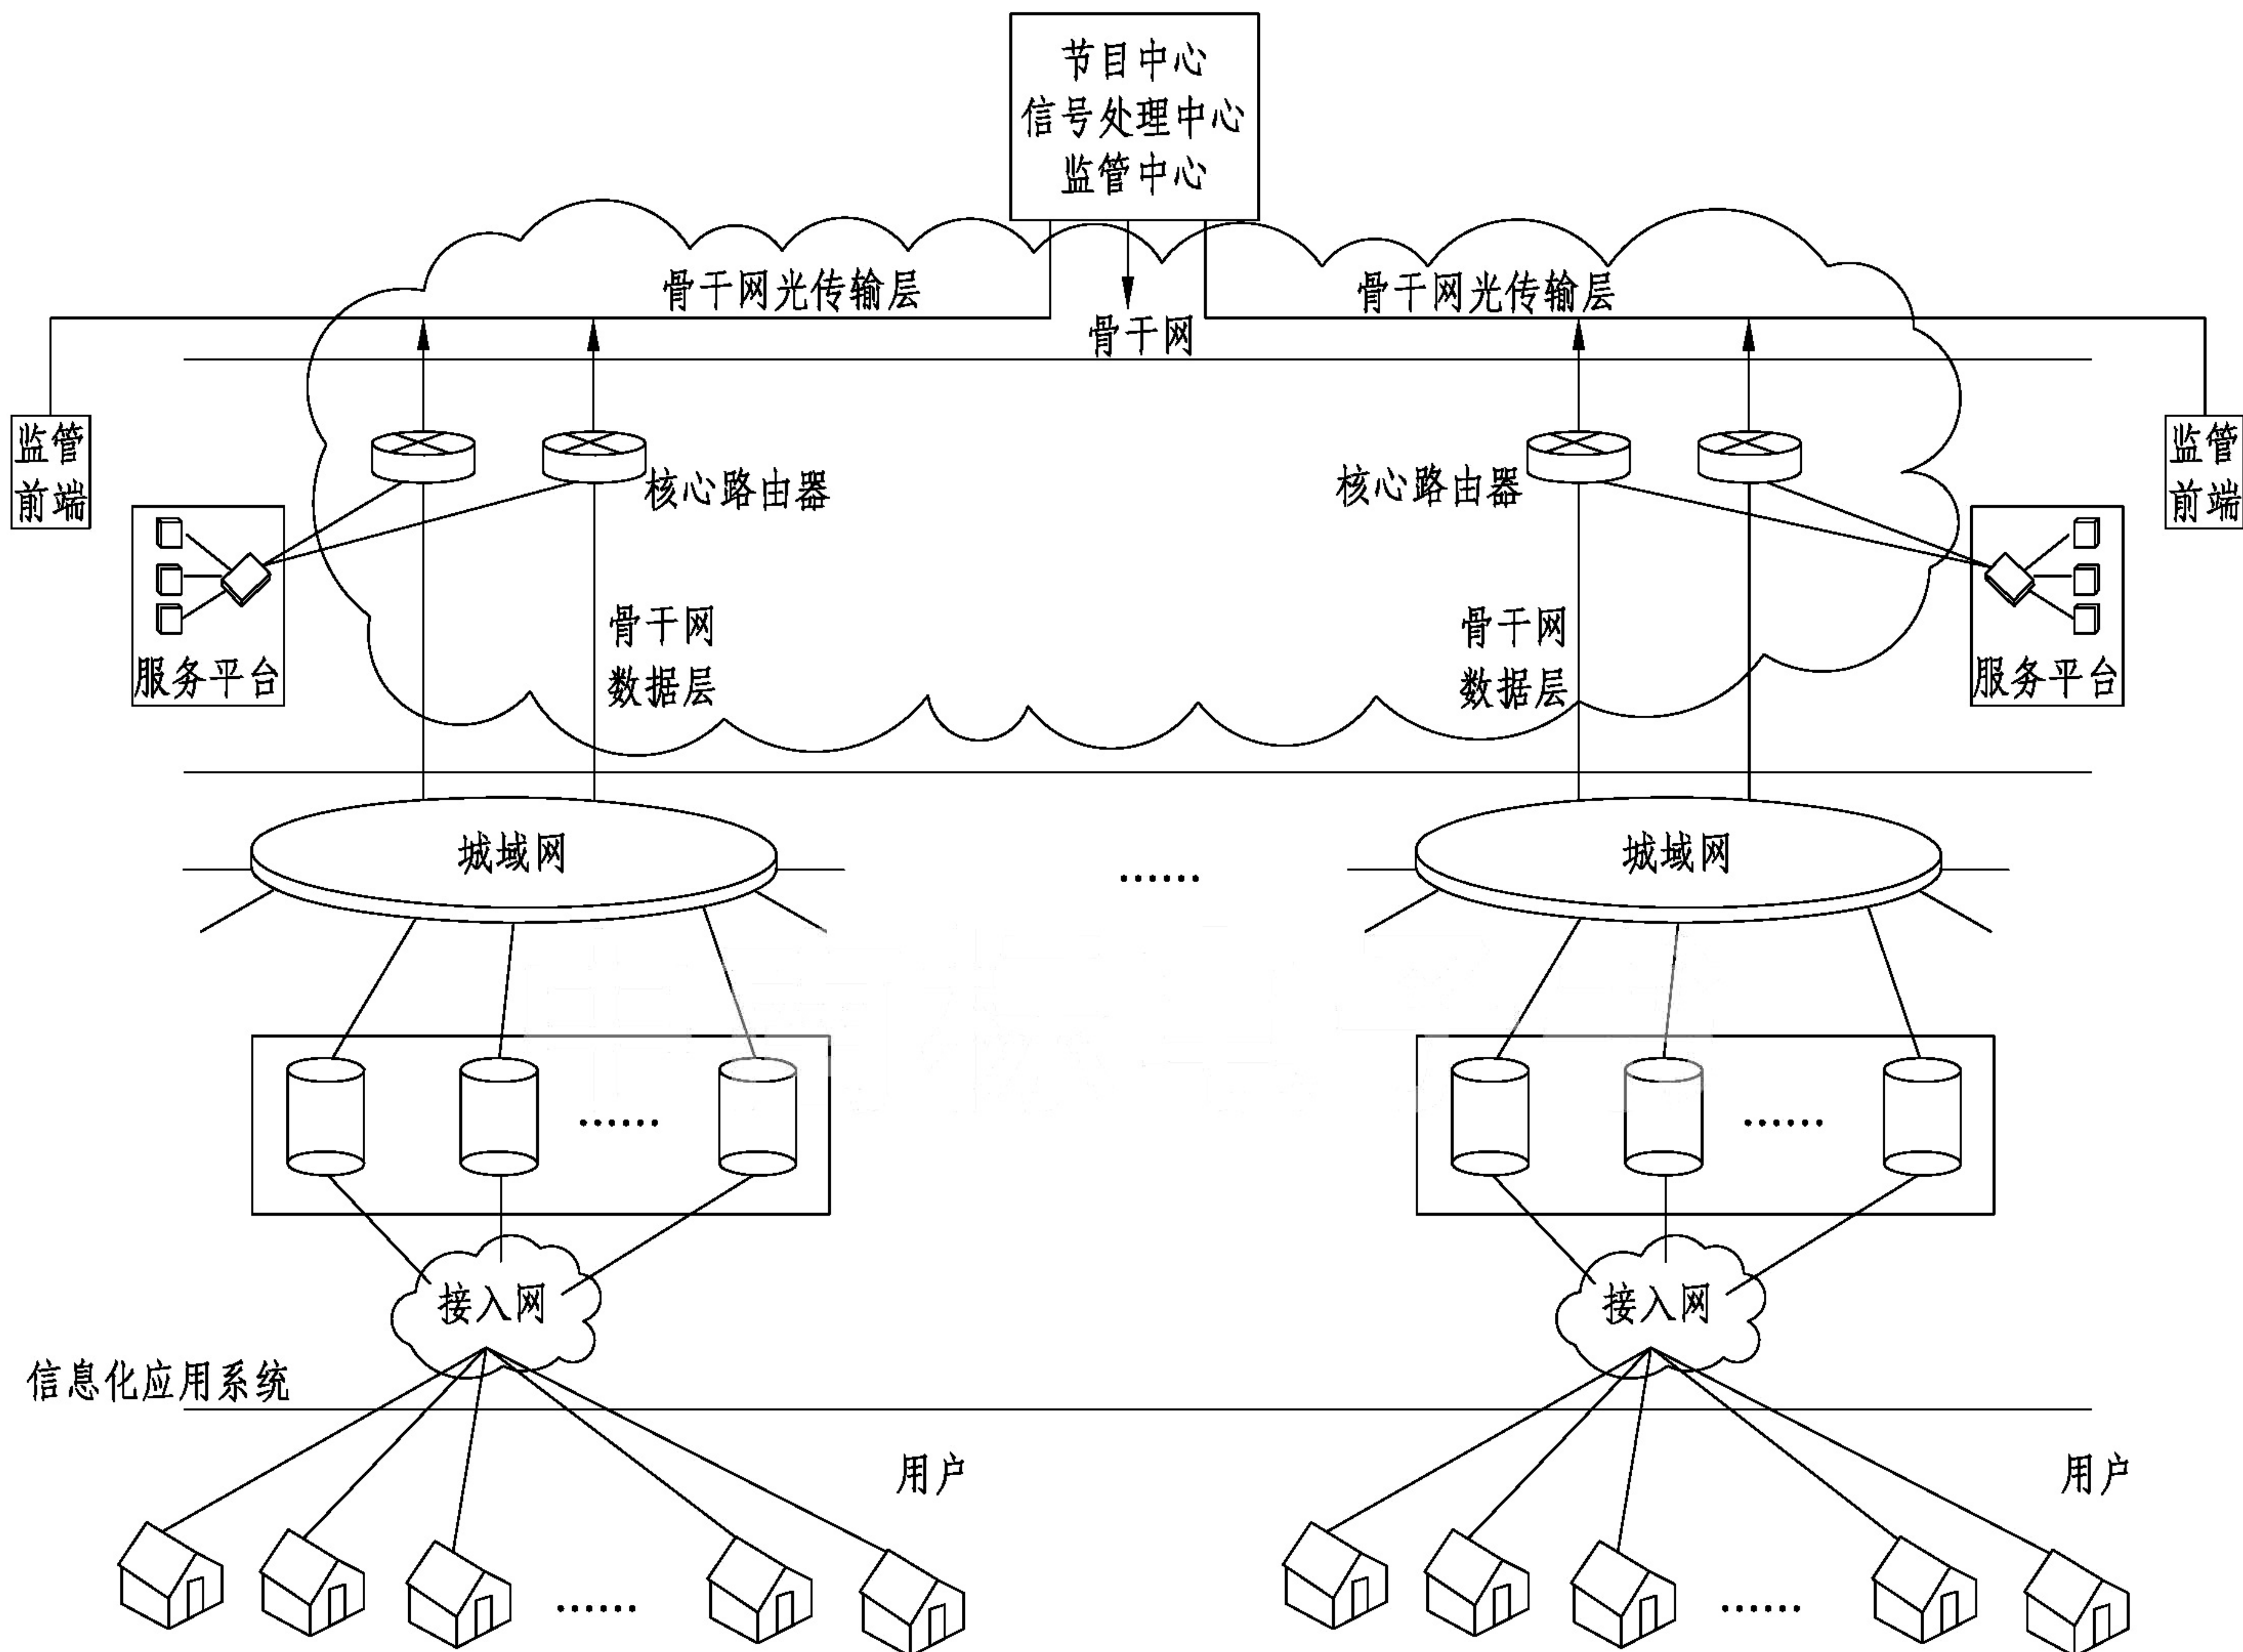 节目中心
信号处理中心
监管中心
骨干网光传输层
骨干网光传输层
骨干网
监管
前端
监管
前端
核心路由器
核心路由器
服务平台
服务平台
骨干网
数据层
骨干网
数据层
城域网
......
城域网
......
......
接入网
接入网
信息化应用系统
用户
用户
......
......